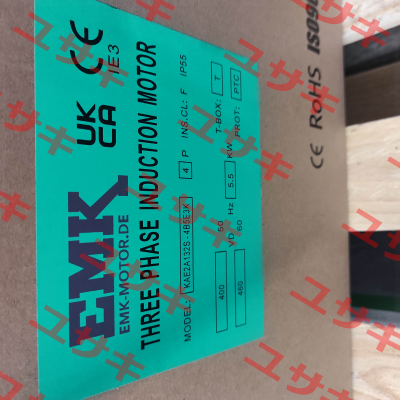 UK
CA
CE
IE3
EMK
EMK-MOTOR.DE
THREE PHASE INDUCTION MOTOR
MODEL: KAE2A132S-4B5E3K 4 P INS.CL: F IP55
400 VD 50 Hz 5.5 KW T-BOX: T
460 60 PROT: PTC
CE RoHS
ユサキ